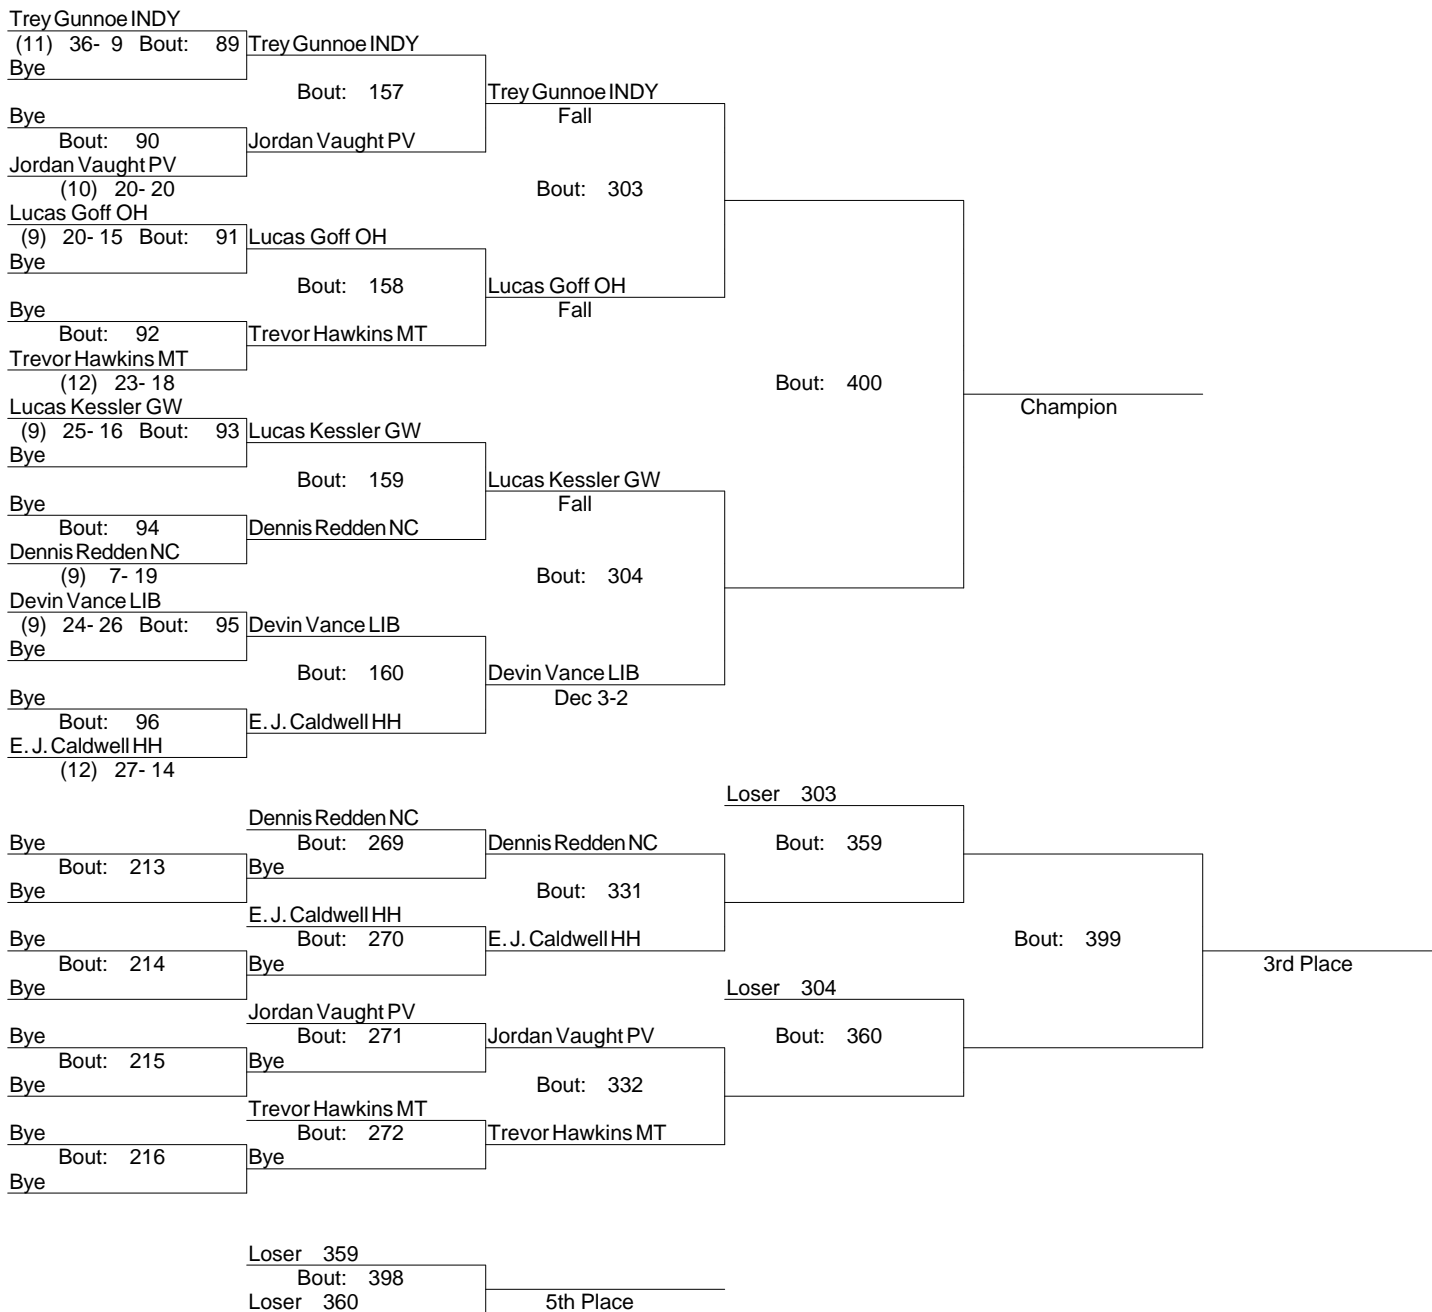 Trey Gunnoe INDY
(11) 36- 9 Bout: 89 Trey Gunnoe INDY
Bye
Bout: 157 Trey Gunnoe INDY
Bye Fall
Bout: 90 Jordan Vaught PV
Jordan Vaught PV
(10) 20- 20 Bout: 303
Lucas Goff OH
(9) 20- 15 Bout: 91 Lucas Goff OH
Bye
Bout: 158 Lucas Goff OH
Bye Fall
Bout: 92 Trevor Hawkins MT
Trevor Hawkins MT
(12) 23- 18 Bout: 400
Lucas Kessler GW Champion
(9) 25- 16 Bout: 93 Lucas Kessler GW
Bye
Bout: 159 Lucas Kessler GW
Bye Fall
Bout: 94 Dennis Redden NC
Dennis Redden NC
(9) 7- 19 Bout: 304
Devin Vance LIB
(9) 24- 26 Bout: 95 Devin Vance LIB
Bye
Bout: 160 Devin Vance LIB
Bye Dec 3-2
Bout: 96 E. J. Caldwell HH
E. J. Caldwell HH
(12) 27- 14
Loser 303
Dennis Redden NC
Bye Bout: 269 Dennis Redden NC Bout: 359
Bout: 213 Bye
Bye Bout: 331
E. J. Caldwell HH
Bye Bout: 270 E. J. Caldwell HH Bout: 399
Bout: 214 Bye 3rd Place
Bye Loser 304
Jordan Vaught PV
Bye Bout: 271 Jordan Vaught PV Bout: 360
Bout: 215 Bye
Bye Bout: 332
Trevor Hawkins MT
Bye Bout: 272 Trevor Hawkins MT
Bout: 216 Bye
Bye
Loser 359
Bout: 398
Loser 360 5th Place